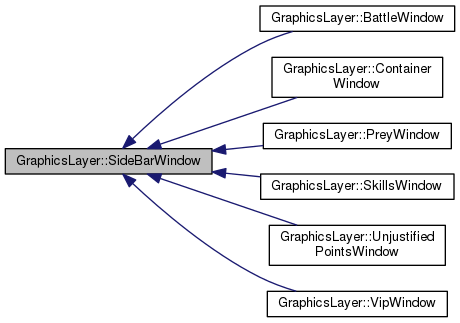 GraphicsLayer::BattleWindow
GraphicsLayer::Container
Window
GraphicsLayer::PreyWindow
GraphicsLayer::SideBarWindow
GraphicsLayer::SkillsWindow
GraphicsLayer::Unjustified
PointsWindow
GraphicsLayer::VipWindow